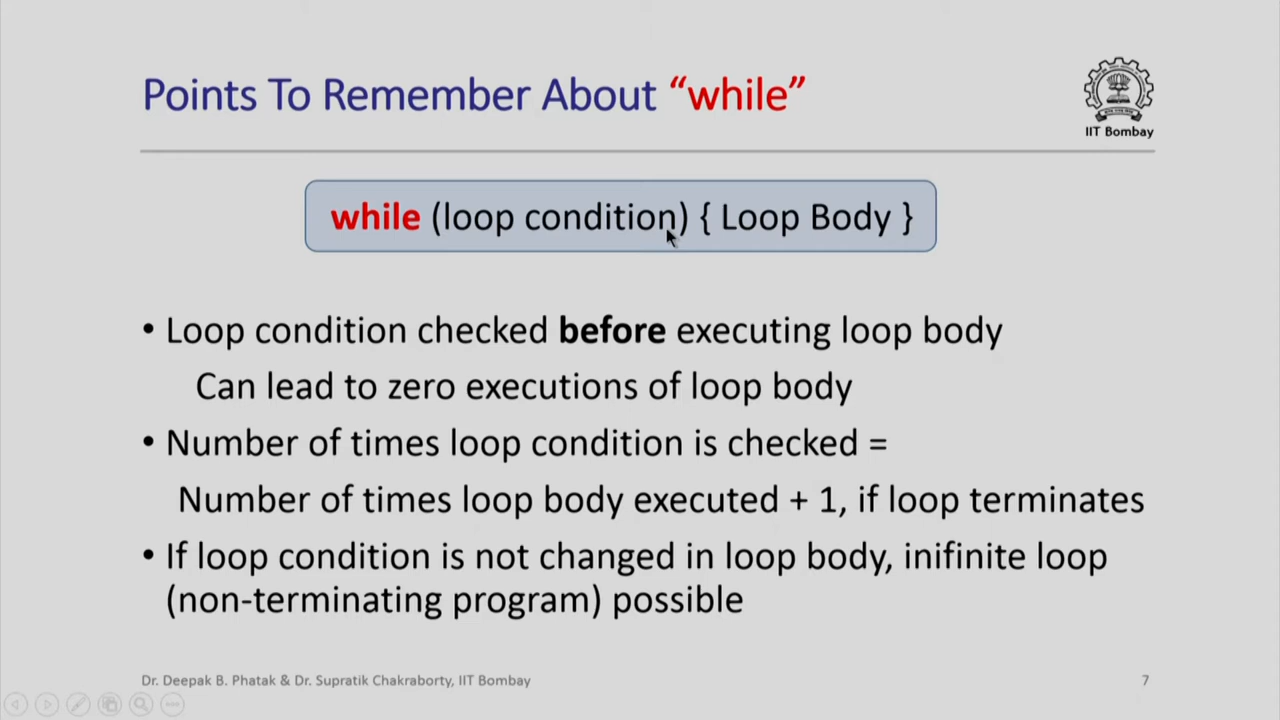 Points To Remember About “while”
IIT Bombay
while (loop condition) { Loop Body }
• Loop condition checked before executing loop body
Can lead to zero executions of loop body
• Number of times loop condition is checked =
Number of times loop body executed + 1, if loop terminates
• If loop condition is not changed in loop body, inifinite loop
(non-terminating program) possible
Dr. Deepak B. Phatak & Dr. Supratik Chakraborty, IIT Bombay
7